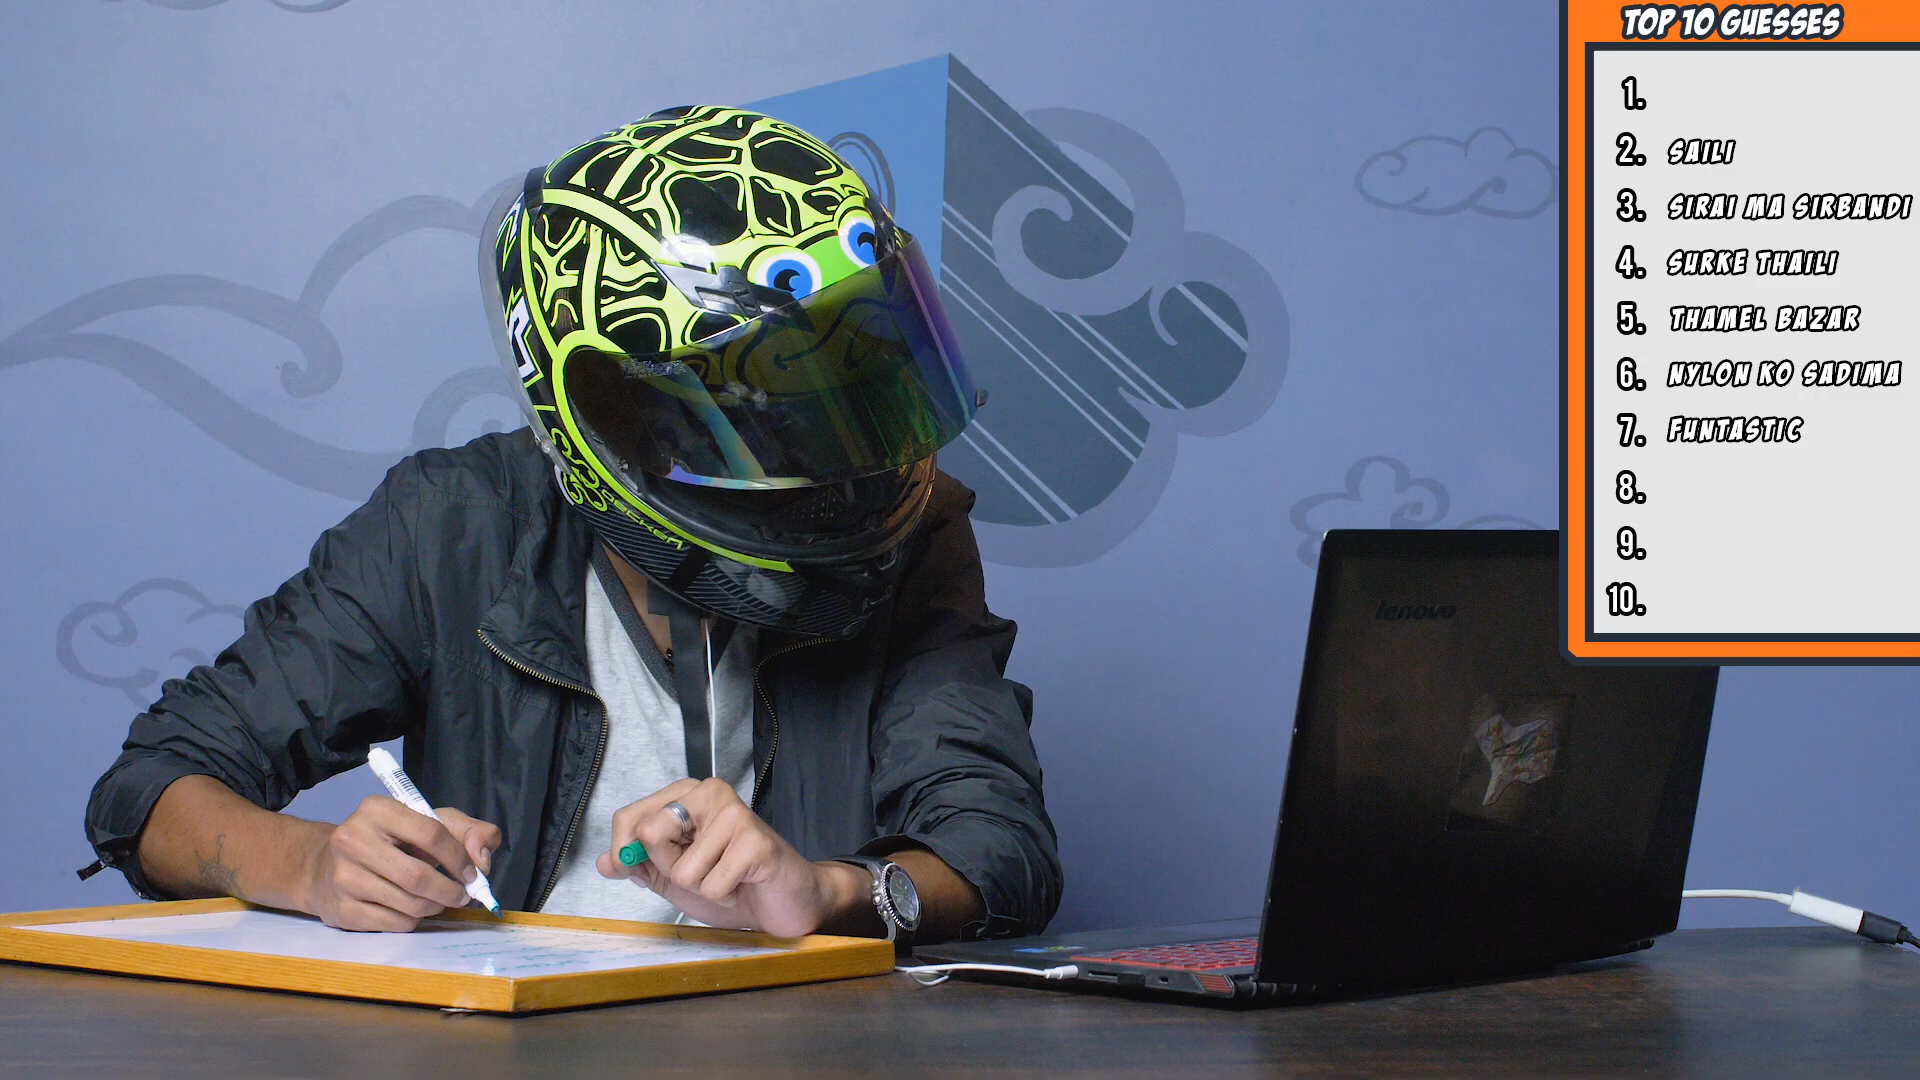 TOP 10 GUESSES
1.
2. SAILI
3. SIRAI MA SIRBANDI
4. SURKE THAILI
5. THAMEL BAZAR
6. NYLON KO SADIMA
7. FUNTASTIC
8.
9.
10.
lenovo